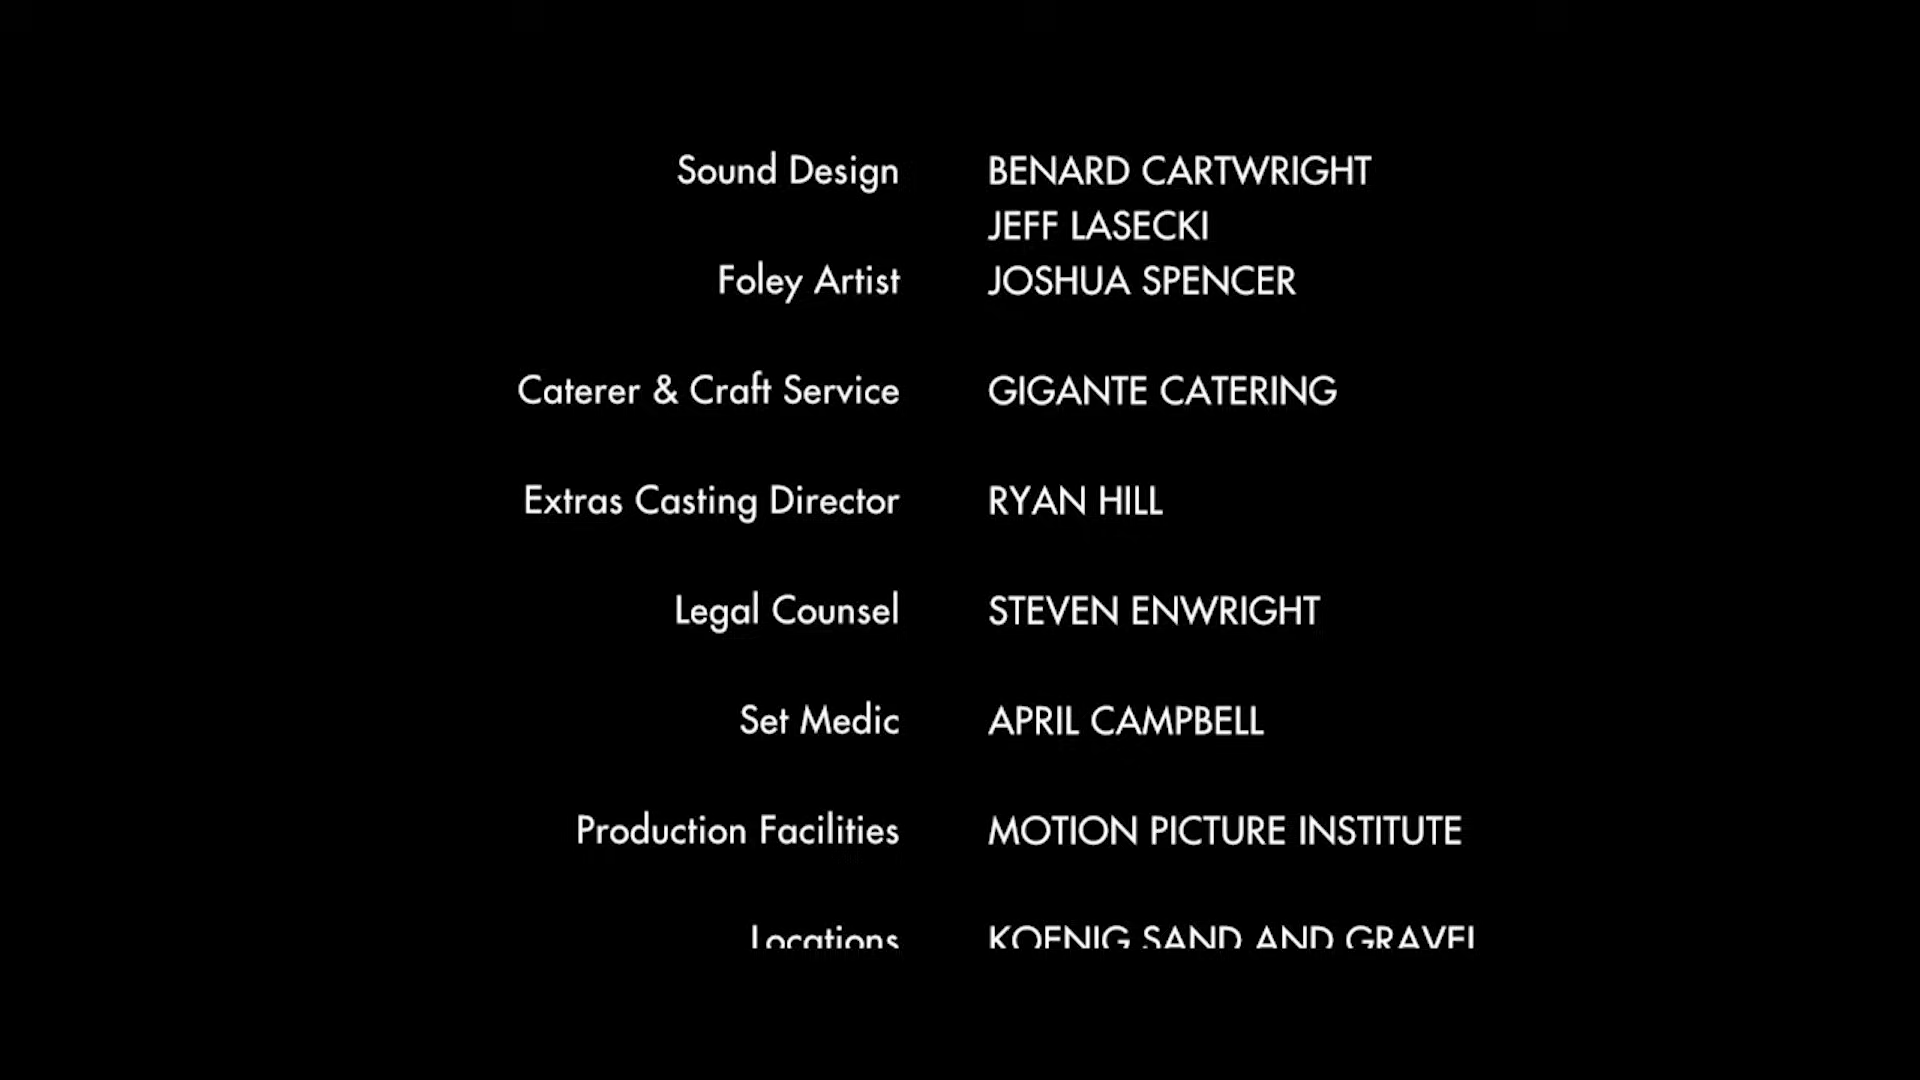 Sound Design BENARD CARTWRIGHT
JEFF LASECKI
Foley Artist JOSHUA SPENCER
Caterer & Craft Service GIGANTE CATERING
Extras Casting Director RYAN HILL
Legal Counsel STEVEN ENWRIGHT
Set Medic APRIL CAMPBELL
Production Facilities MOTION PICTURE INSTITUTE
Locations KOENIG SAND AND GRAVEL